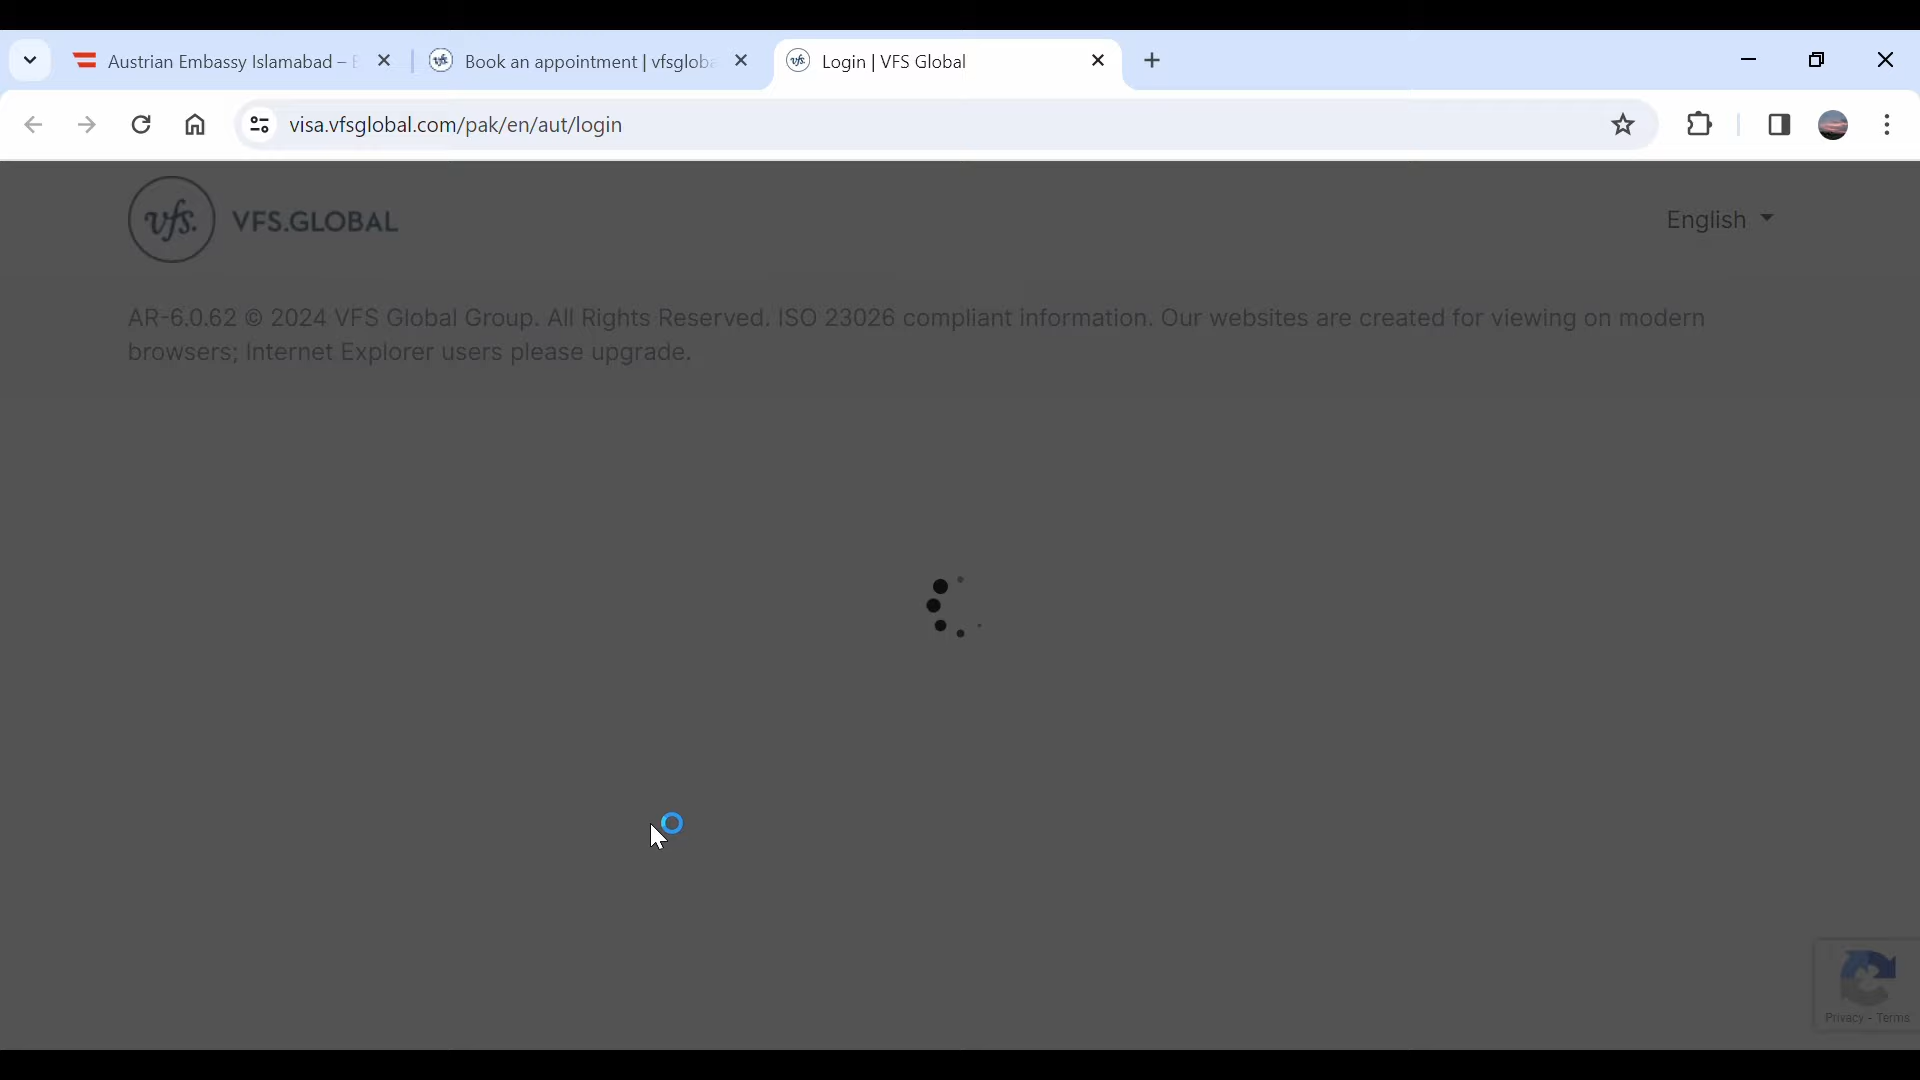 Austrian Embassy Islamabad –
Book an appointment | vfsgloba
Login | VFS Global
visa.vfsglobal.com/pak/en/aut/login
vfs.
VFS.GLOBAL
English
AR-6.0.62 © 2024 VFS Global Group. All Rights Reserved. ISO 23026 compliant information. Our websites are created for viewing on modern
browsers; Internet Explorer users please upgrade.
Privacy - Terms